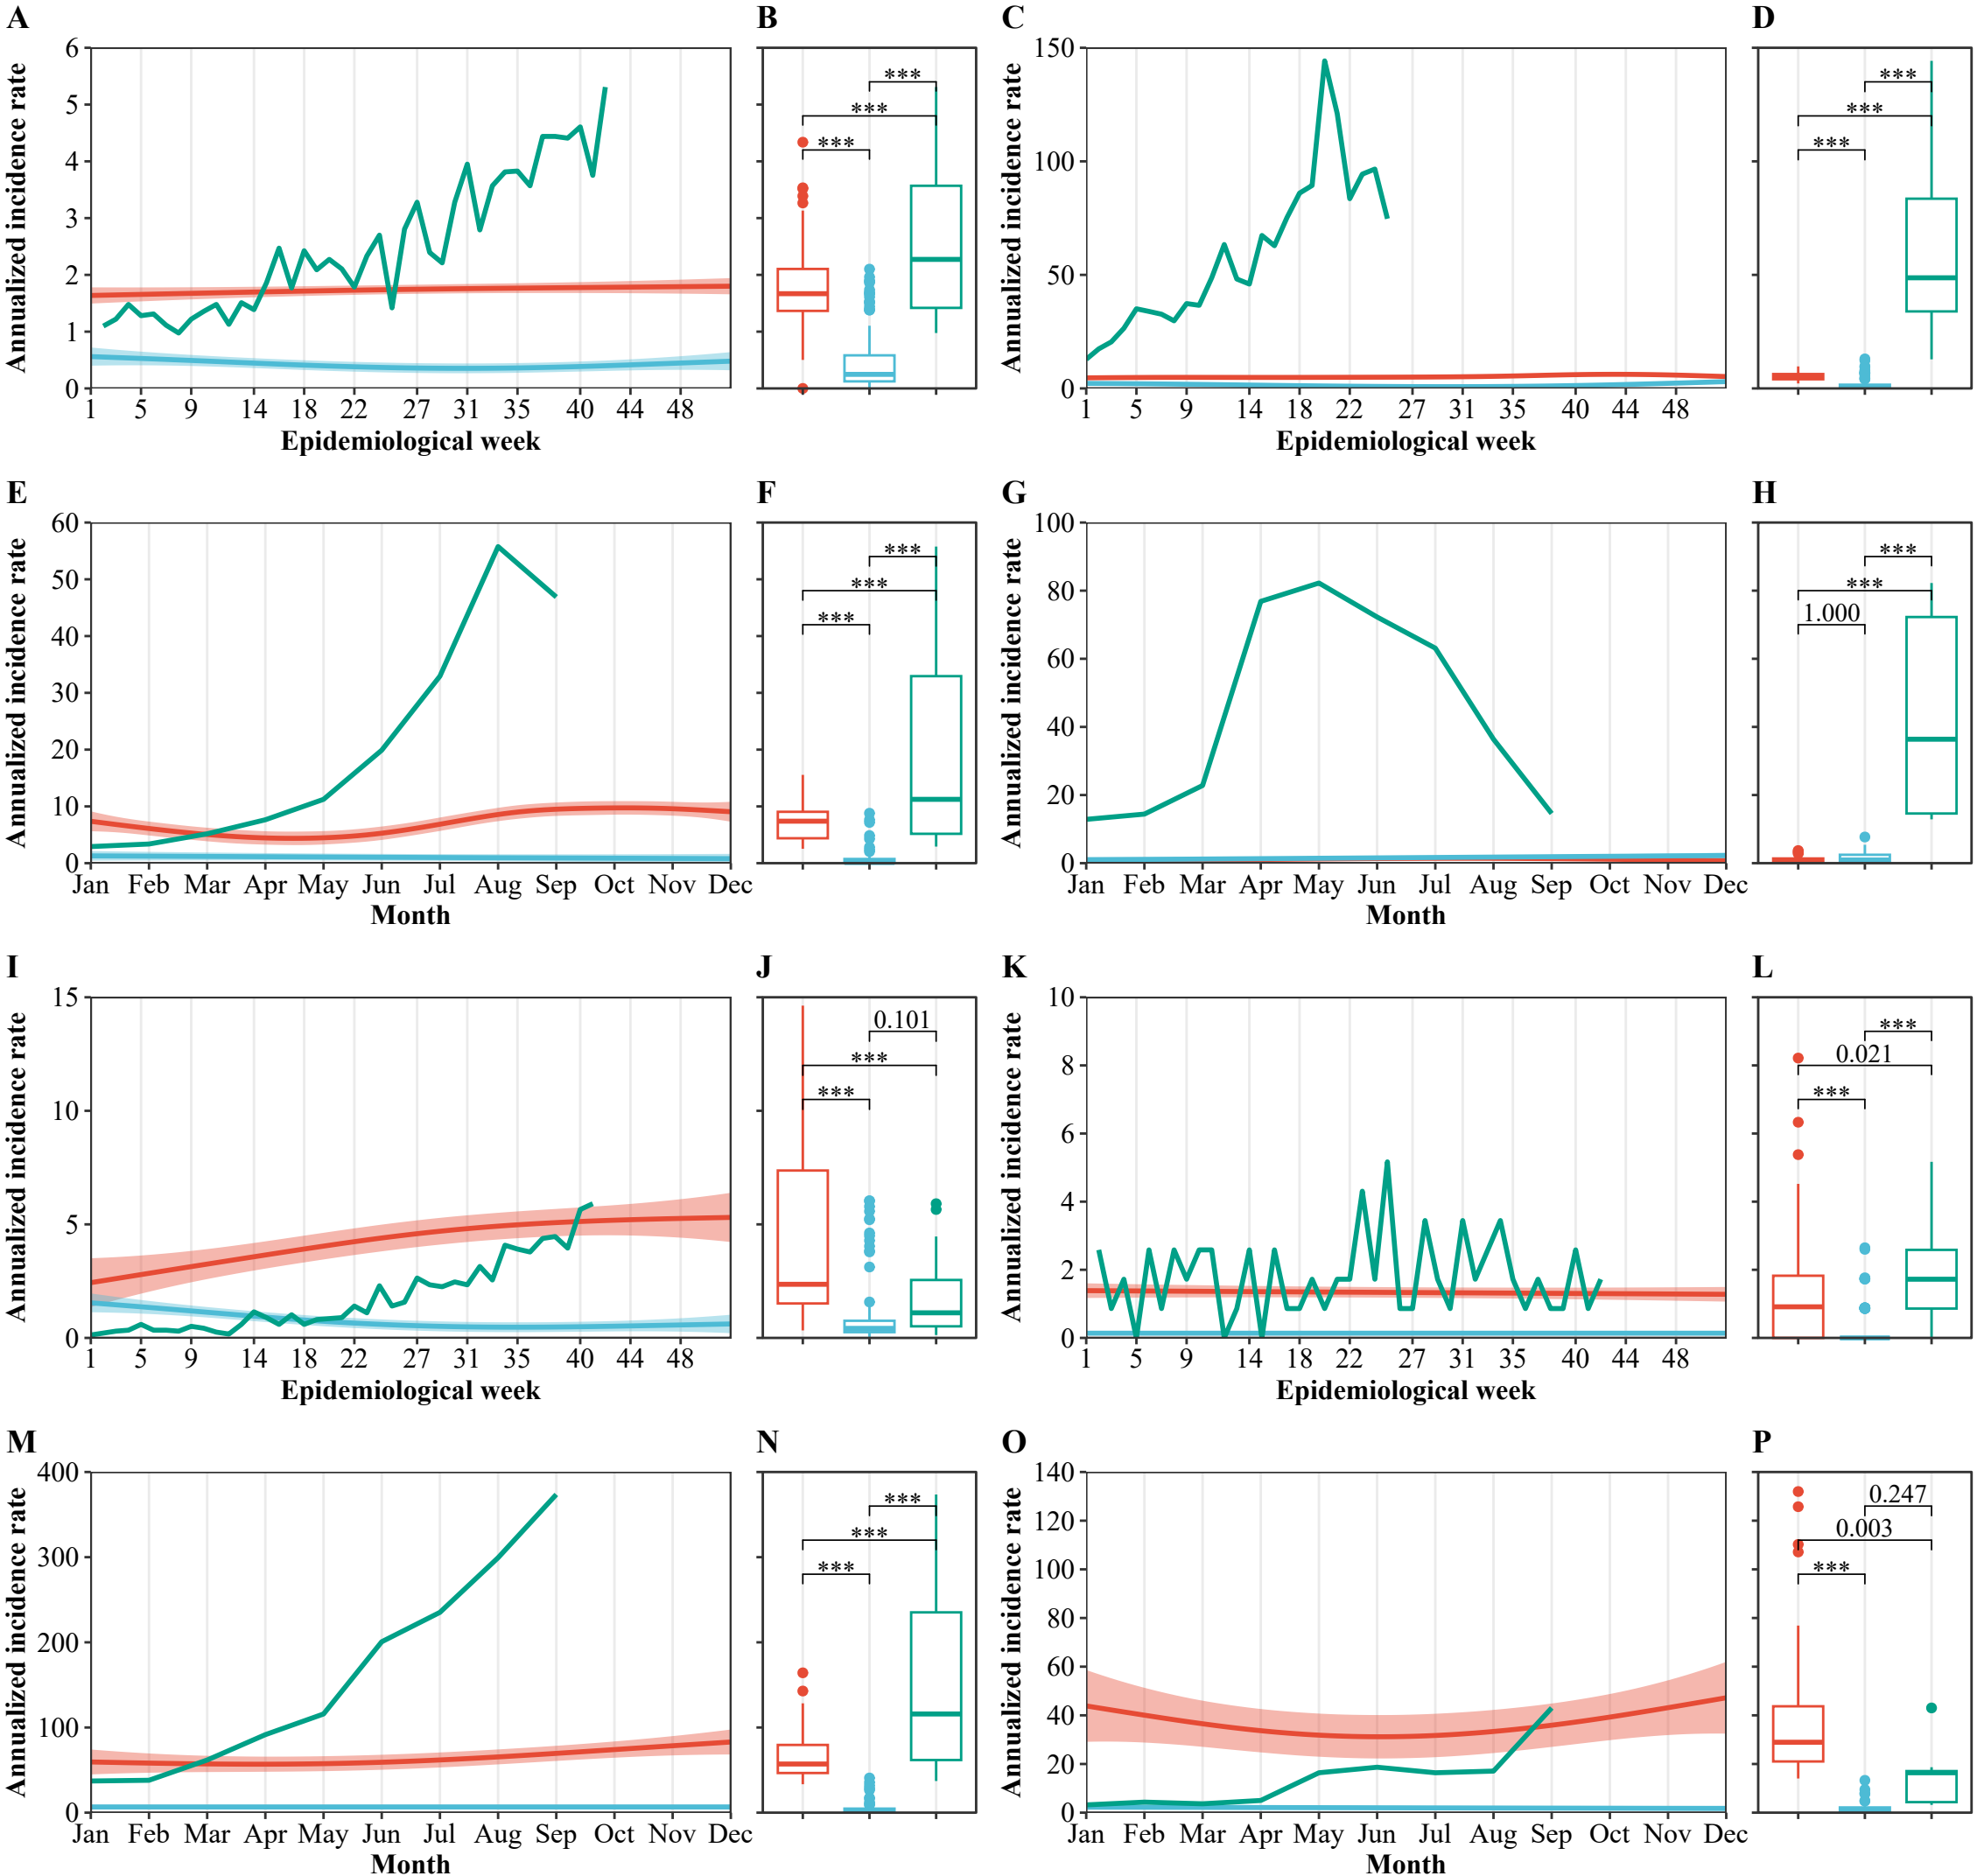 A B C D
Annualized incidence rate
6
5
4
3
2
1
0
1 5 9 14 18 22 27 31 35 40 44 48
Epidemiological week
***
***
***
Annualized incidence rate
150
100
50
0
1 5 9 14 18 22 27 31 35 40 44 48
Epidemiological week
***
***
***
E F G H
Annualized incidence rate
60
50
40
30
20
10
0
Jan Feb Mar Apr May Jun Jul Aug Sep Oct Nov Dec
Month
***
***
***
Annualized incidence rate
100
80
60
40
20
0
Jan Feb Mar Apr May Jun Jul Aug Sep Oct Nov Dec
Month
***
***
1.000
I J K L
Annualized incidence rate
15
10
5
0
1 5 9 14 18 22 27 31 35 40 44 48
Epidemiological week
0.101
***
***
Annualized incidence rate
10
8
6
4
2
0
1 5 9 14 18 22 27 31 35 40 44 48
Epidemiological week
***
0.021
***
M N O P
Annualized incidence rate
400
300
200
100
0
Jan Feb Mar Apr May Jun Jul Aug Sep Oct Nov Dec
Month
***
***
***
Annualized incidence rate
140
120
100
80
60
40
20
0
Jan Feb Mar Apr May Jun Jul Aug Sep Oct Nov Dec
Month
0.247
0.003
***